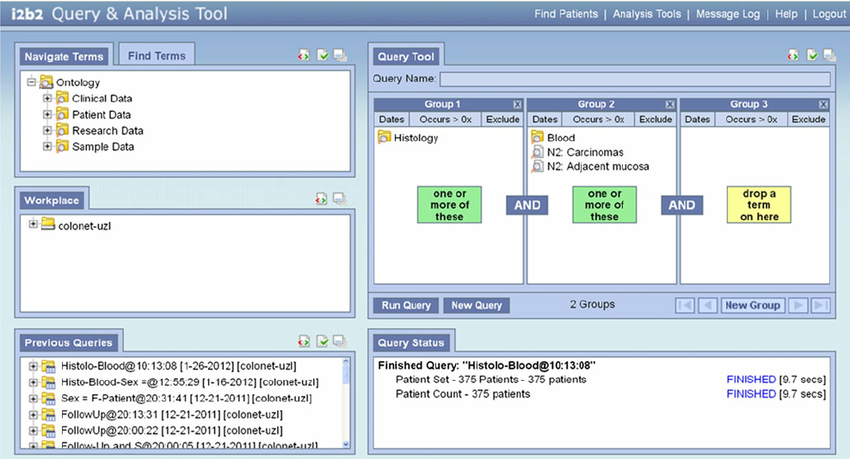 i2b2 Query & Analysis Tool
Find Patients | Analysis Tools | Message Log | Help | Logout
Navigate Terms
Find Terms
Ontology
Clinical Data
Patient Data
Research Data
Sample Data
Workplace
colonet-uzl
Previous Queries
Histolo-Blood@10:13:08 [1-26-2012] [colonet-uzl]
Histo-Blood-Sex =@12:55:29 [1-16-2012] [colonet-uzl]
Sex = F-Patient@20:31:41 [12-21-2011] [colonet-uzl]
FollowUp@20:13:31 [12-21-2011] [colonet-uzl]
FollowUp@20:00:22 [12-21-2011] [colonet-uzl]
Follow-Up and S@20:00:05 [12-21-2011] [colonet-uzl]
Query Tool
Query Name:
Group 1 X
Dates Occurs > 0x Exclude
Histology
one or
more of
these
AND
Group 2 X
Dates Occurs > 0x Exclude
Blood
N2: Carcinomas
N2: Adjacent mucosa
one or
more of
these
AND
Group 3 X
Dates Occurs > 0x Exclude
drop a
term
on here
Run Query
New Query
2 Groups
New Group
Query Status
Finished Query: "Histolo-Blood@10:13:08"
Patient Set - 375 Patients - 375 patients FINISHED [9.7 secs]
Patient Count - 375 patients FINISHED [9.7 secs]